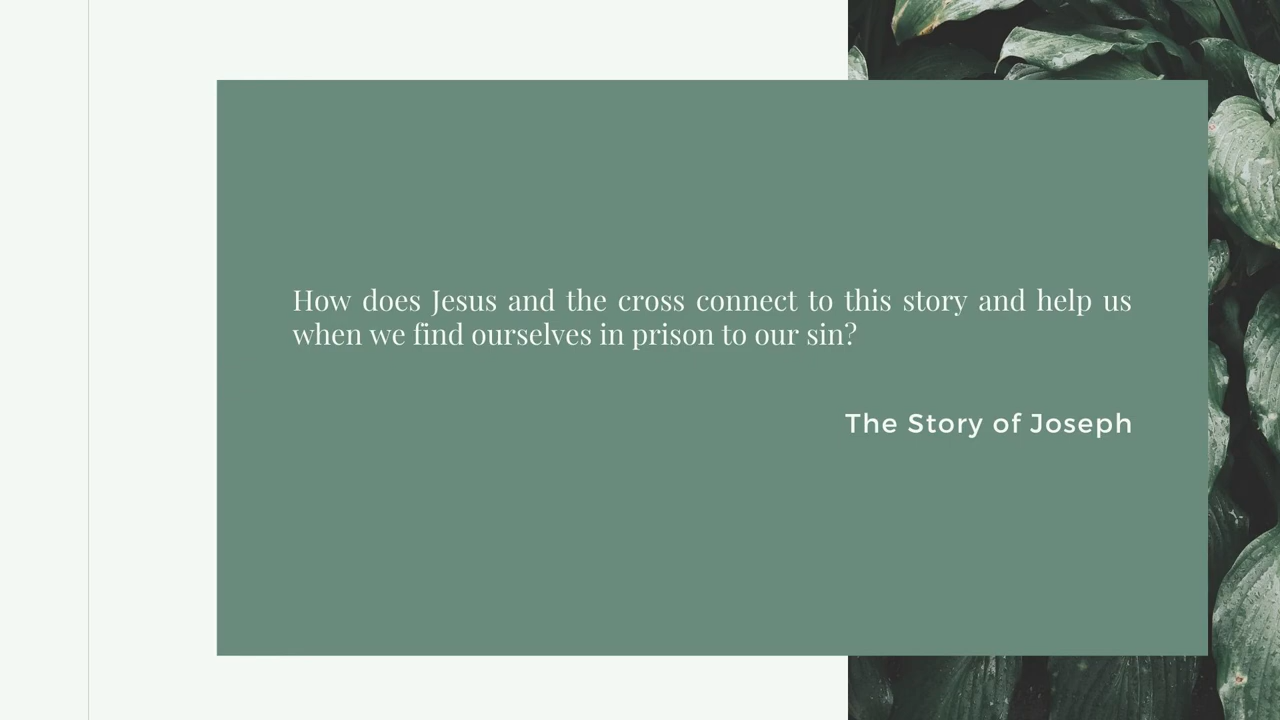 How does Jesus and the cross connect to this story and help us
when we find ourselves in prison to our sin?
The Story of Joseph